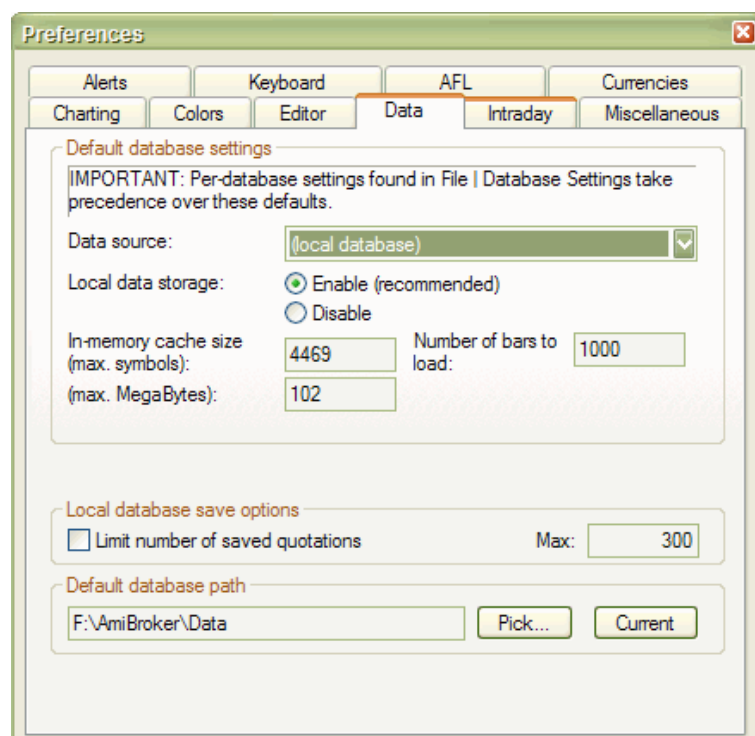 Preferences
Alerts Keyboard AFL Currencies
Charting Colors Editor Data Intraday Miscellaneous
Default database settings
IMPORTANT: Per-database settings found in File | Database Settings take
precedence over these defaults.
Data source: (local database)
Local data storage: Enable (recommended)
Disable
In-memory cache size
(max. symbols): 4469
Number of bars to
load: 1000
(max. MegaBytes): 102
Local database save options
Limit number of saved quotations Max: 300
Default database path
F:\AmiBroker\Data Pick... Current